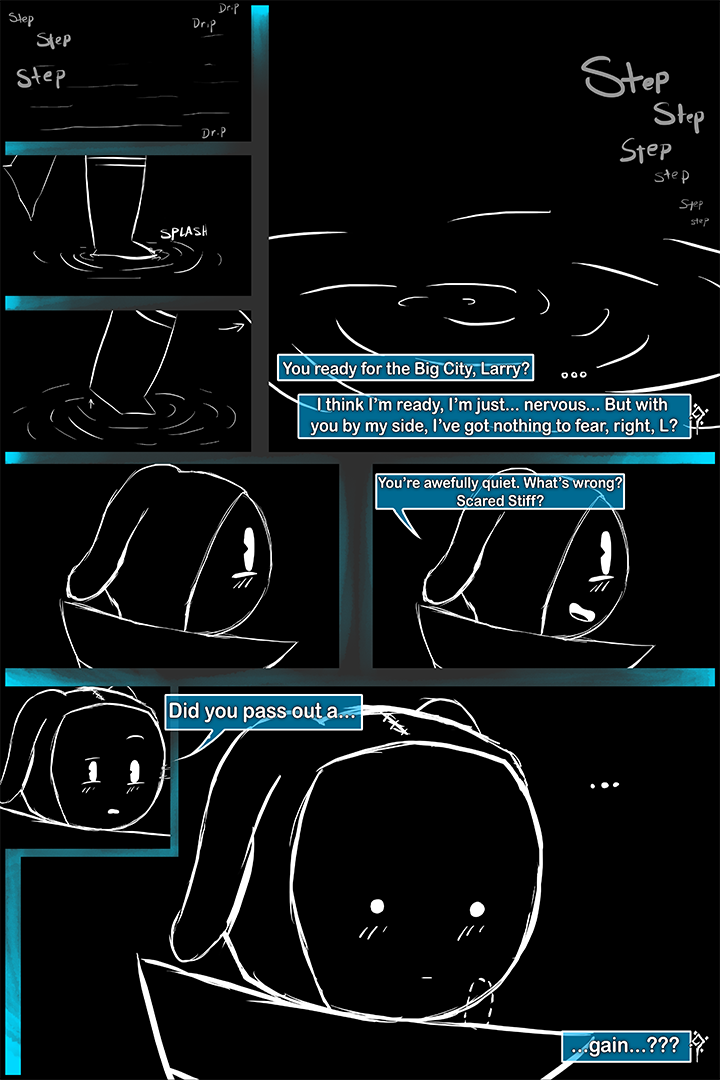 Step
Step
Step
Drip
Drip
Drip
SPLASH
Step
Step
Step
Step
Step
step
You ready for the Big City, Larry?
...
I think I'm ready, I'm just... nervous... But with
you by my side, I've got nothing to fear, right, L?
You're awefully quiet. What's wrong?
Scared Stiff?
Did you pass out a...
...
...gain...???